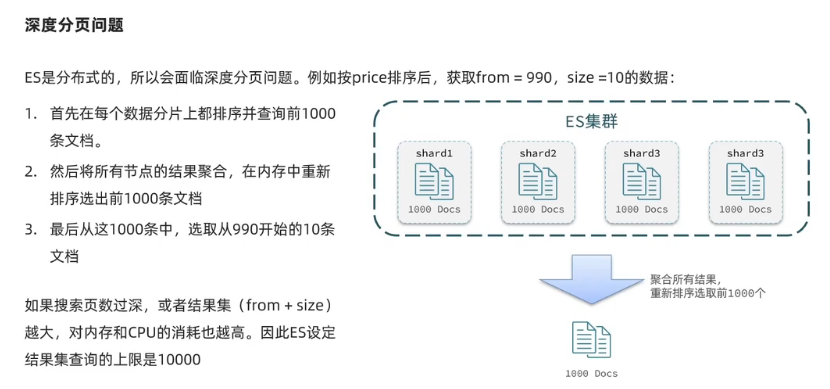 深度分页问题
ES是分布式的，所以会面临深度分页问题。例如按price排序后，获取from = 990，size =10的数据：
1. 首先在每个数据分片上都排序并查询前1000
条文档。
2. 然后将所有节点的结果聚合，在内存中重新
排序选出前1000条文档
3. 最后从这1000条中，选取从990开始的10条
文档
如果搜索页数过深，或者结果集（from + size）
越大，对内存和CPU的消耗也越高。因此ES设定
结果集查询的上限是10000
ES集群
shard1
shard2
shard3
shard3
1000 Docs
1000 Docs
1000 Docs
1000 Docs
聚合所有结果，
重新排序选取前1000个
1000 Docs